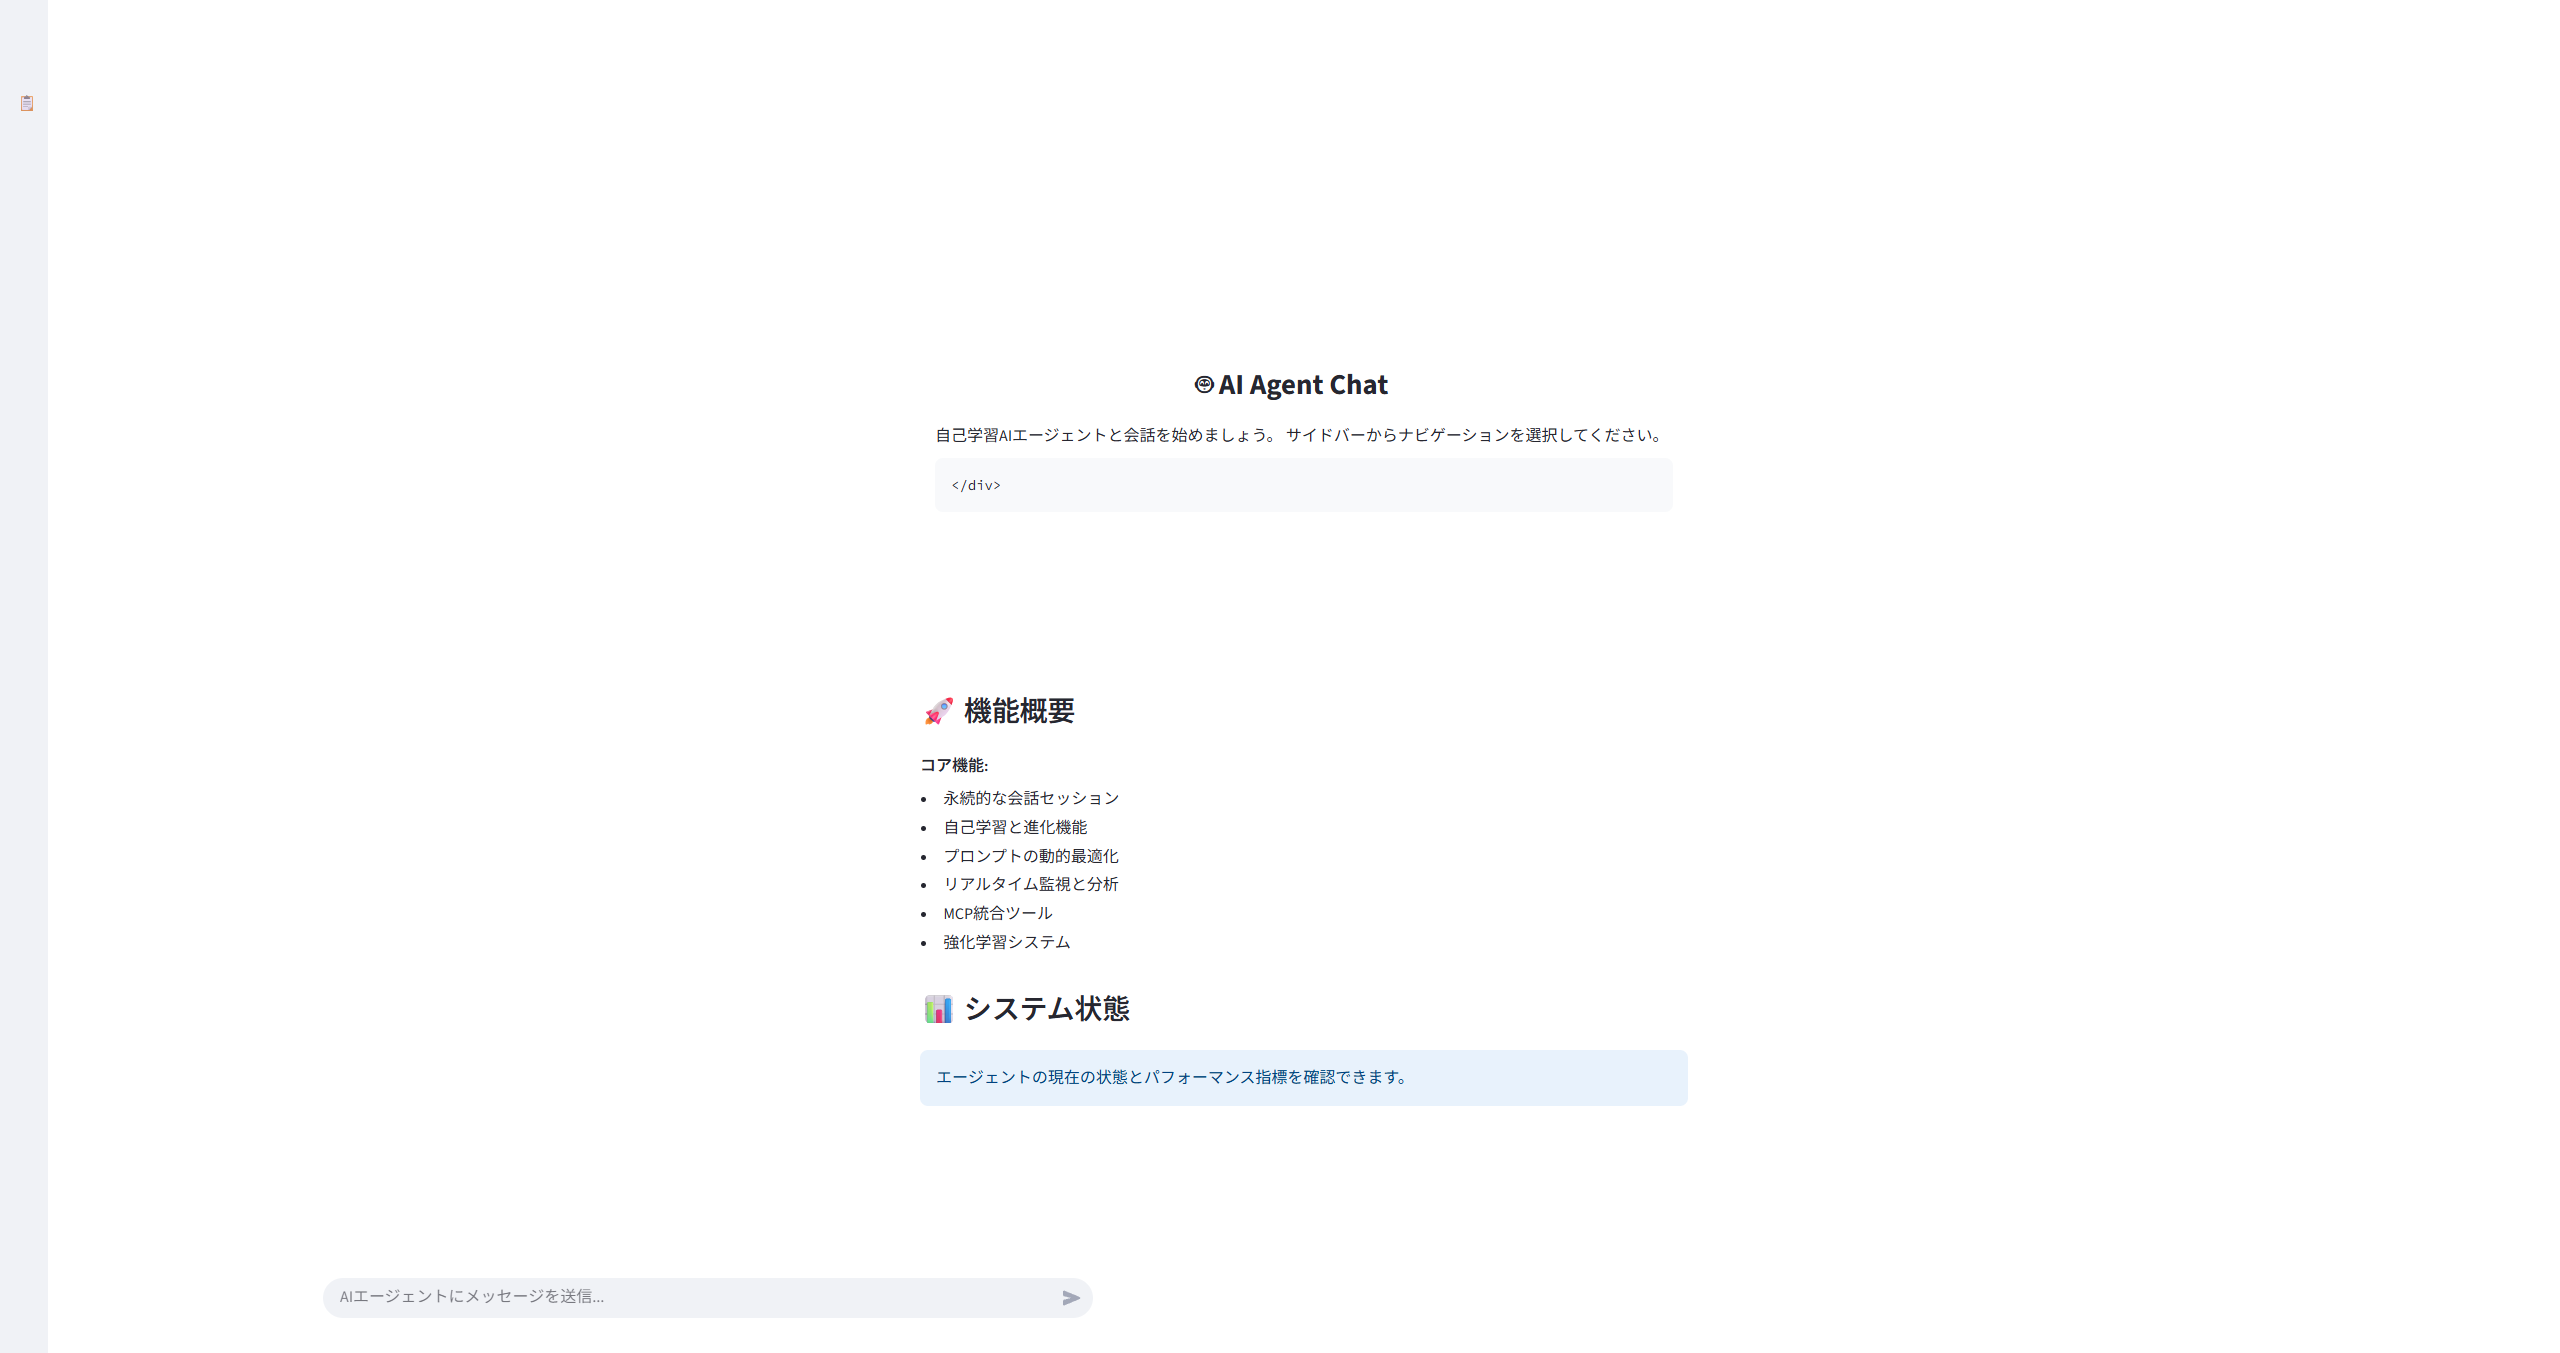 AI Agent Chat
自己学習AIエージェントと会話を始めましょう。 サイドバーからナビゲーションを選択してください。
</div>
🚀 機能概要
コア機能:
• 永続的な会話セッション
• 自己学習と進化機能
• プロンプトの動的最適化
• リアルタイム監視と分析
• MCP統合ツール
• 強化学習システム
📊 システム状態
エージェントの現在の状態とパフォーマンス指標を確認できます。
AIエージェントにメッセージを送信...